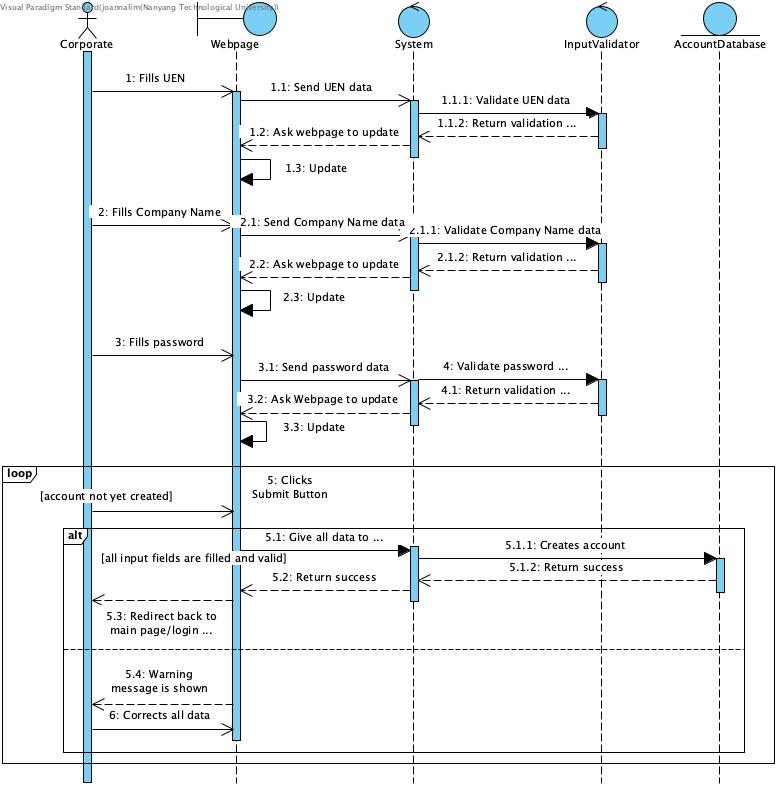 Visual Paradigm Standard(joannalim(Nanyang Technological University))
Corporate
Webpage
System
InputValidator
AccountDatabase
1: Fills UEN
1.1: Send UEN data
1.1.1: Validate UEN data
1.1.2: Return validation ...
1.2: Ask webpage to update
1.3: Update
2: Fills Company Name
2.1: Send Company Name data
2.1.1: Validate Company Name data
2.1.2: Return validation ...
2.2: Ask webpage to update
2.3: Update
3: Fills password
3.1: Send password data
4: Validate password ...
4.1: Return validation ...
3.2: Ask Webpage to update
3.3: Update
loop
[account not yet created]
5: Clicks
Submit Button
alt
[all input fields are filled and valid]
5.1: Give all data to ...
5.1.1: Creates account
5.1.2: Return success
5.2: Return success
5.3: Redirect back to
main page/login ...
5.4: Warning
message is shown
6: Corrects all data